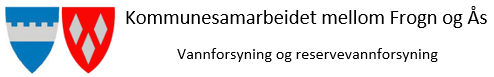 Kommunesamarbeidet mellom Frogn og Ås
Vannforsyning og reservevannforsyning